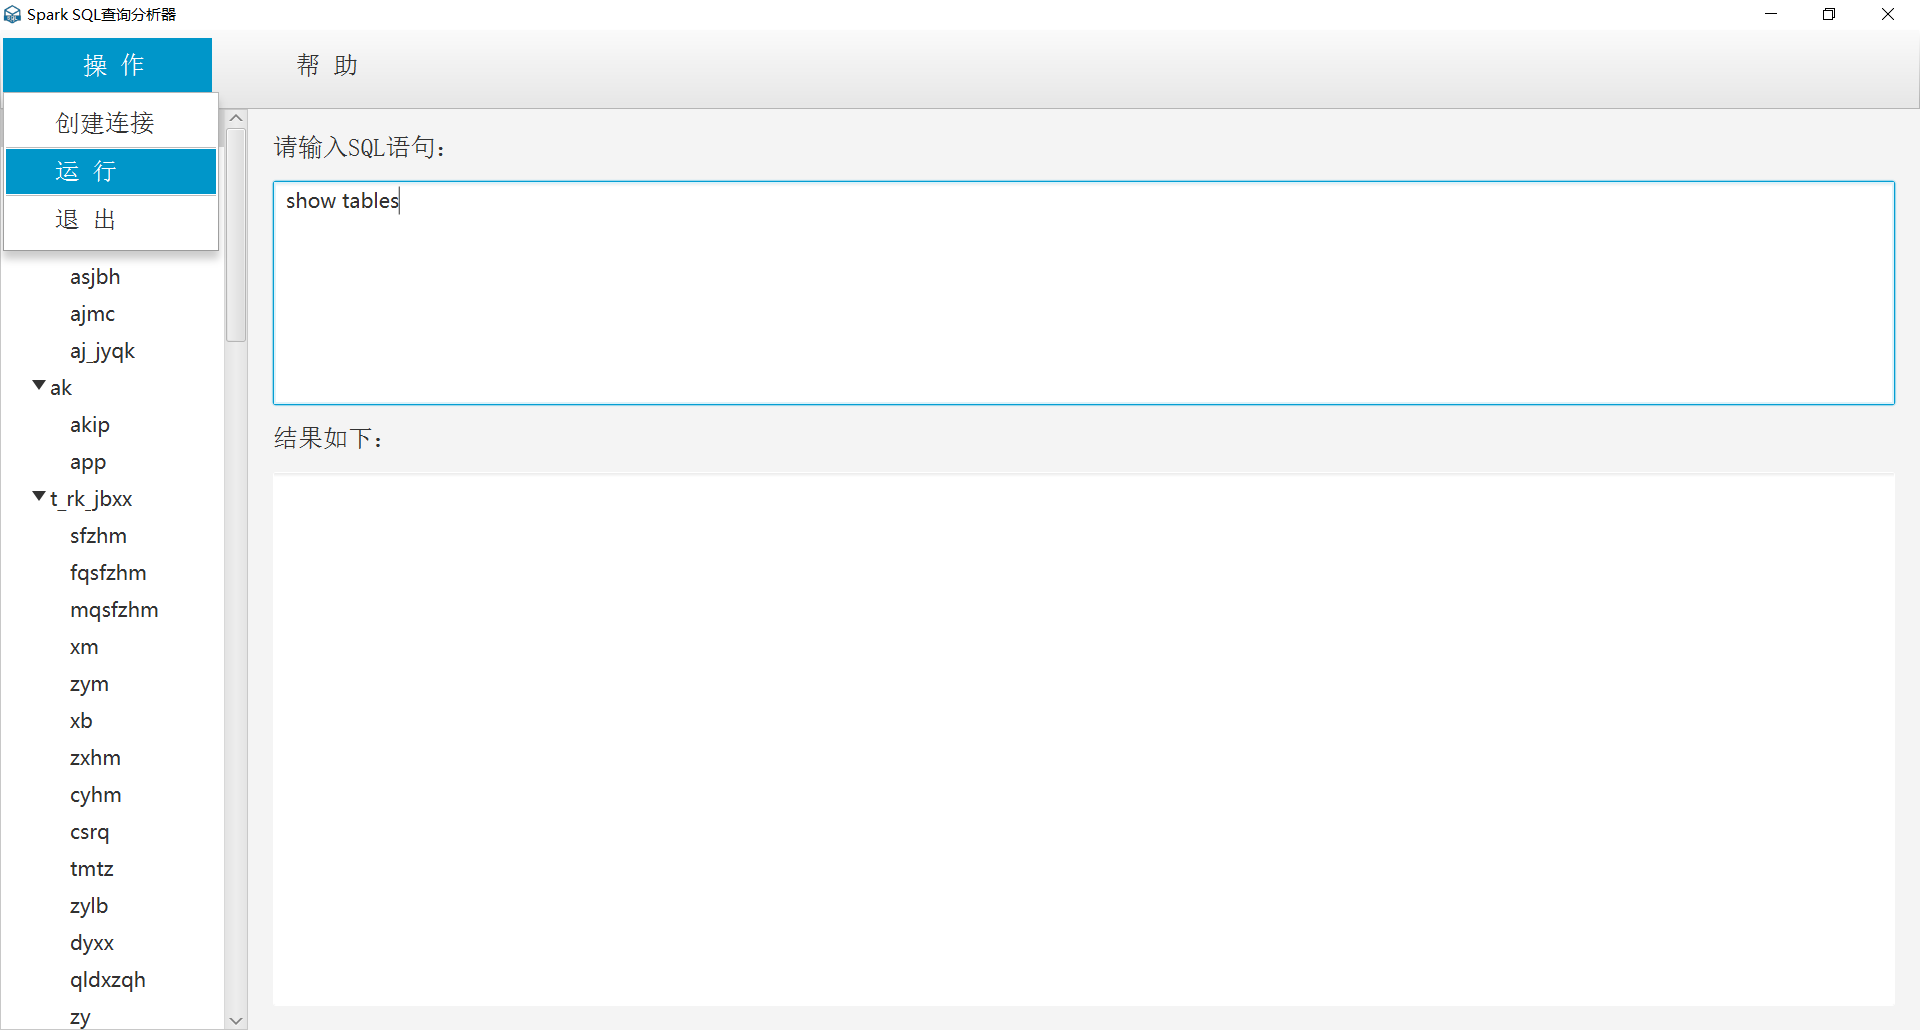 Spark SQL查询分析器
操 作
帮 助
创建连接
运 行
退 出
asjbh
ajmc
aj_jyqk
ak
akip
app
t_rk_jbxx
sfzhm
fqsfzhm
mqsfzhm
xm
zym
xb
zxhm
cyhm
csrq
tmtz
zylb
dyxx
qldxzqh
zy
请输入SQL语句：
show tables
结果如下：